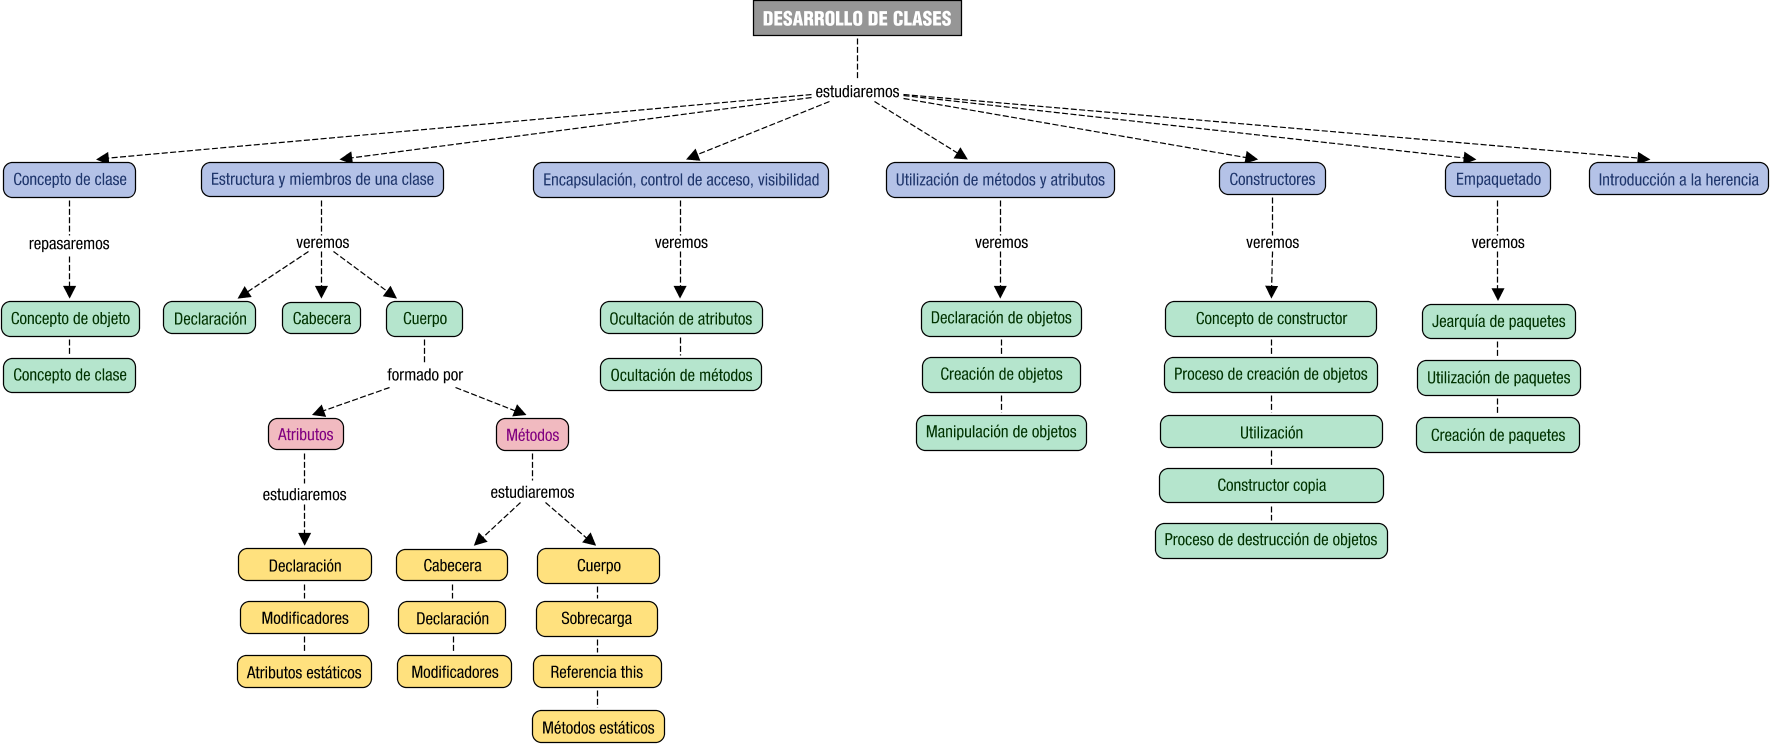 DESARROLLO DE CLASES
estudiaremos
Concepto de clase
Estructura y miembros de una clase
Encapsulación, control de acceso, visibilidad
Utilización de métodos y atributos
Constructores
Empaquetado
Introducción a la herencia
repasaremos
veremos
veremos
veremos
veremos
veremos
Concepto de objeto
Declaración
Cabecera
Cuerpo
Ocultación de atributos
Declaración de objetos
Concepto de constructor
Jearquía de paquetes
Concepto de clase
formado por
Ocultación de métodos
Creación de objetos
Proceso de creación de objetos
Utilización de paquetes
Atributos
Métodos
Manipulación de objetos
Utilización
Creación de paquetes
estudiaremos
estudiaremos
Constructor copia
Proceso de destrucción de objetos
Declaración
Cabecera
Cuerpo
Modificadores
Declaración
Sobrecarga
Atributos estáticos
Modificadores
Referencia this
Métodos estáticos